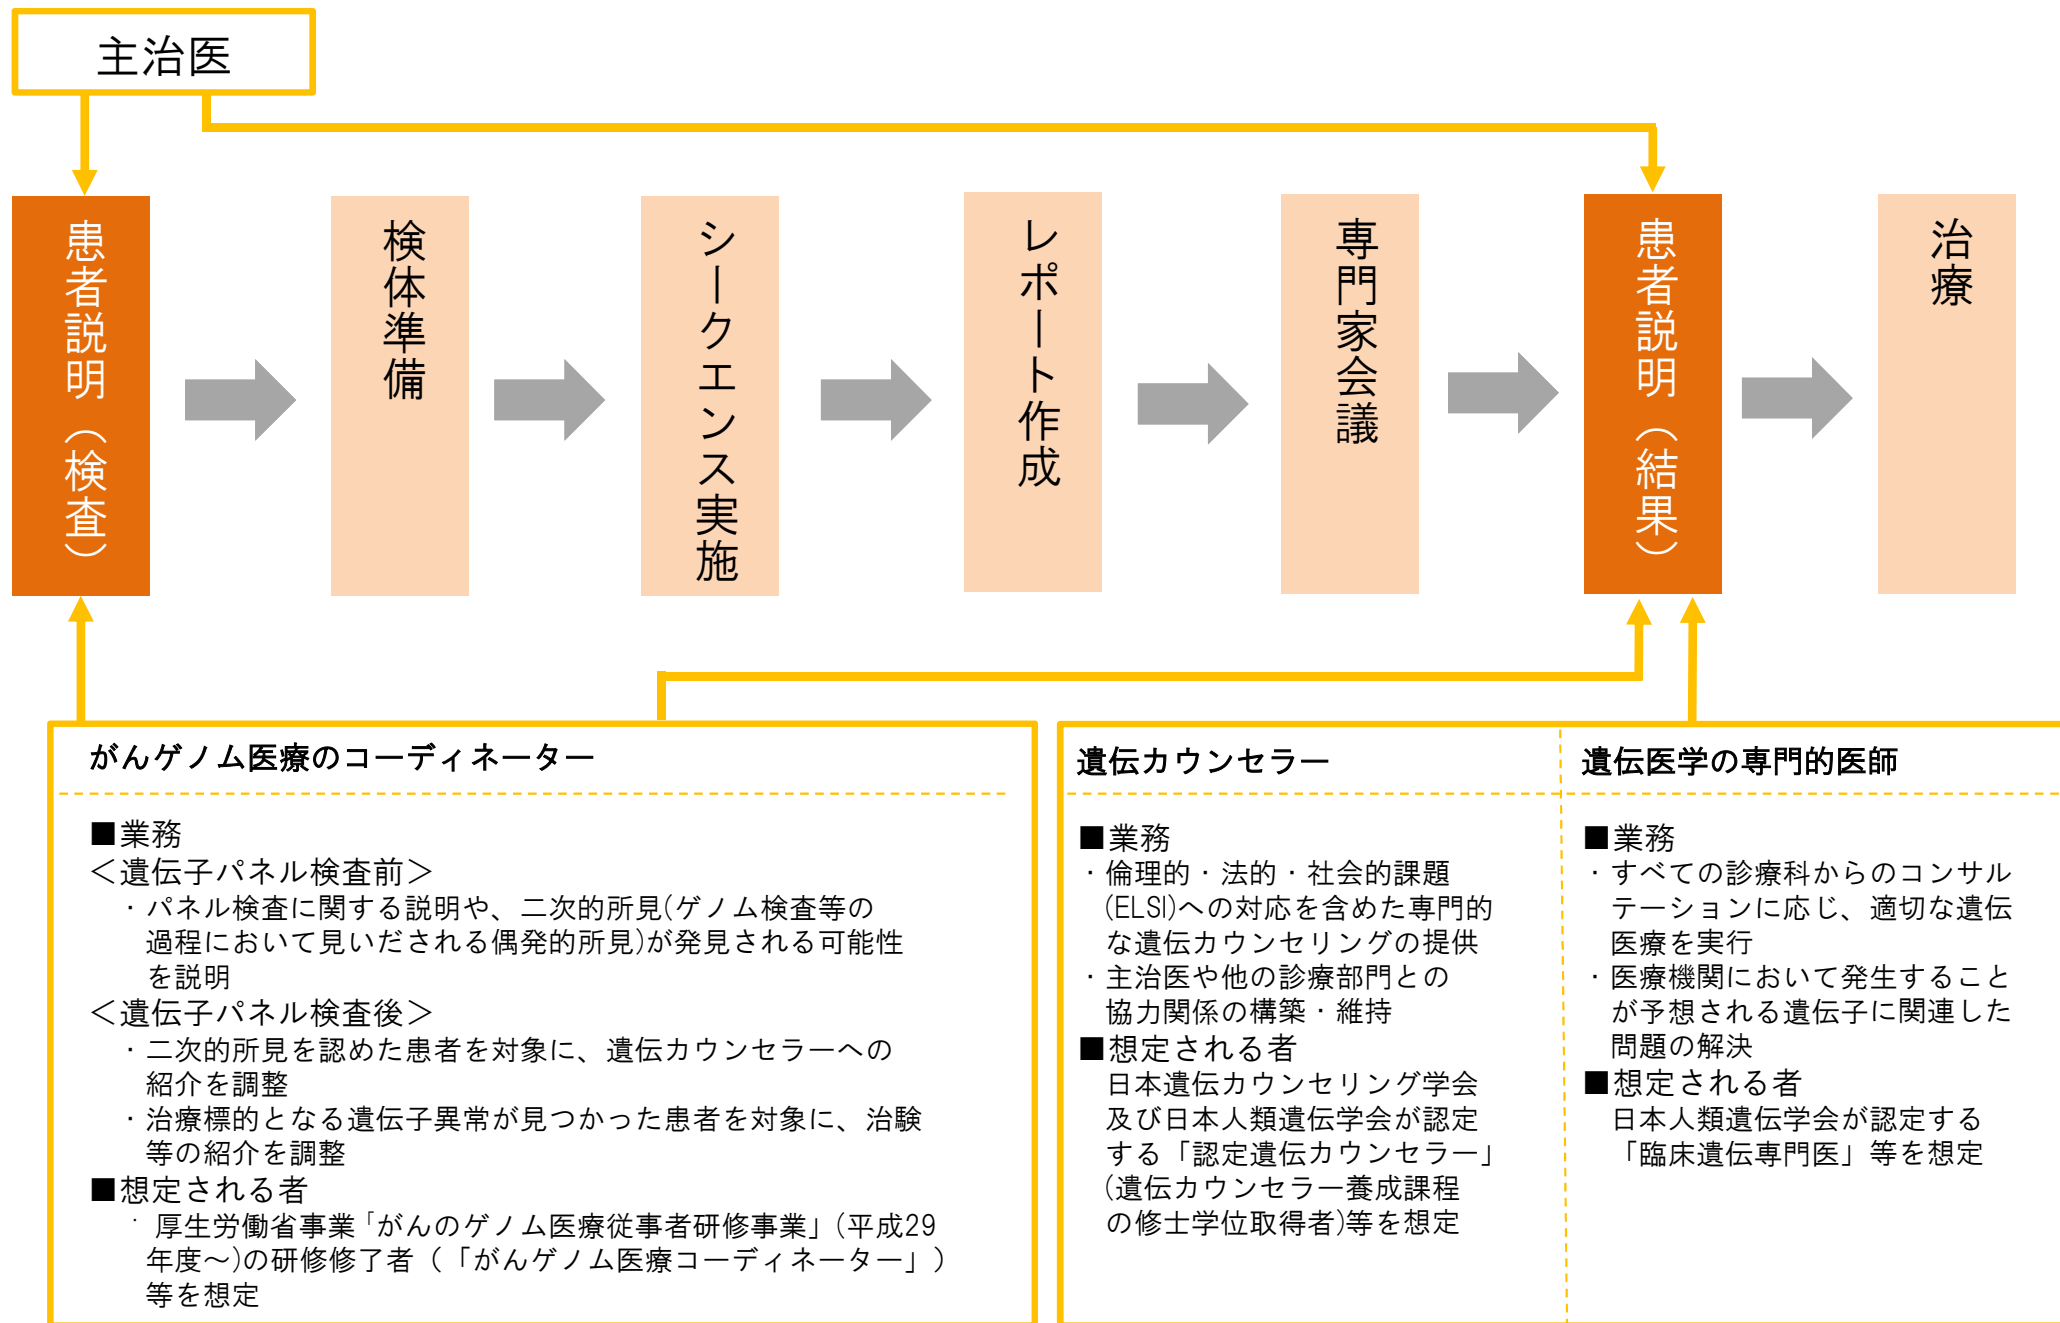 主治医
患者説明（検査）
検体準備
シークエンス実施
レポート作成
専門家会議
患者説明（結果）
治療
がんゲノム医療のコーディネーター
■業務
＜遺伝子パネル検査前＞
・パネル検査に関する説明や、二次的所見(ゲノム検査等の
過程において見いだされる偶発的所見)が発見される可能性
を説明
＜遺伝子パネル検査後＞
・二次的所見を認めた患者を対象に、遺伝カウンセラーへの
紹介を調整
・治療標的となる遺伝子異常が見つかった患者を対象に、治験
等の紹介を調整
■想定される者
・厚生労働省事業「がんのゲノム医療従事者研修事業」(平成29
年度～)の研修修了者（「がんゲノム医療コーディネーター」）
等を想定
遺伝カウンセラー
■業務
・倫理的・法的・社会的課題
(ELSI)への対応を含めた専門的
な遺伝カウンセリングの提供
・主治医や他の診療部門との
協力関係の構築・維持
■想定される者
日本遺伝カウンセリング学会
及び日本人類遺伝学会が認定
する「認定遺伝カウンセラー」
(遺伝カウンセラー養成課程
の修士学位取得者)等を想定
遺伝医学の専門的医師
■業務
・すべての診療科からのコンサル
テーションに応じ、適切な遺伝
医療を実行
・医療機関において発生すること
が予想される遺伝子に関連した
問題の解決
■想定される者
日本人類遺伝学会が認定する
「臨床遺伝専門医」等を想定